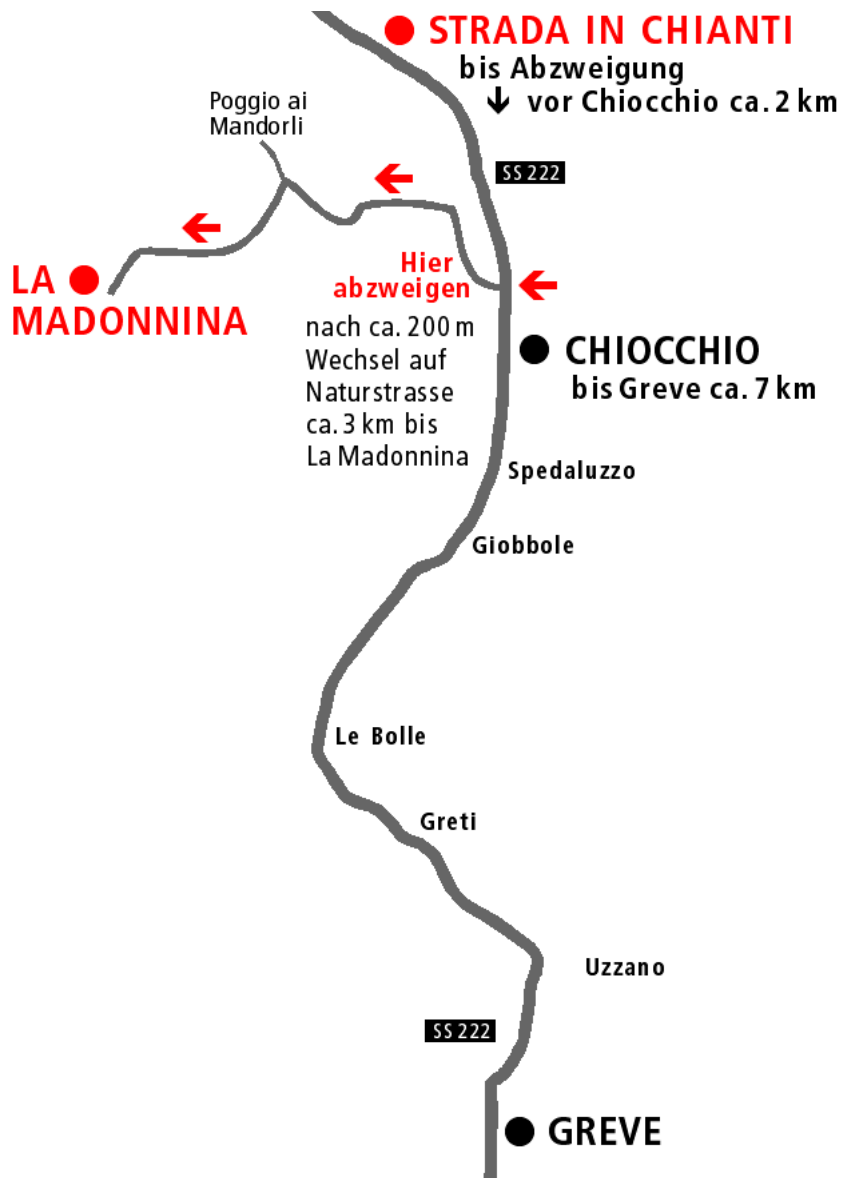 STRADA IN CHIANTI
bis Abzweigung
vor Chiocchio ca. 2 km
Poggio ai
Mandorli
SS 222
LA
MADONNINA
Hier
abzweigen
nach ca. 200 m
Wechsel auf
Naturstrasse
ca. 3 km bis
La Madonnina
CHIOCCHIO
bis Greve ca. 7 km
Spedaluzzo
Giobbole
Le Bolle
Greti
Uzzano
SS 222
GREVE